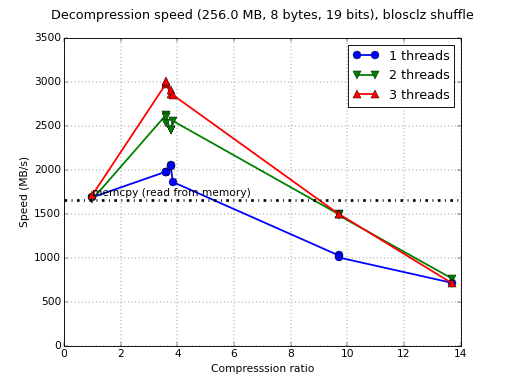 Decompression speed (256.0 MB, 8 bytes, 19 bits), blosclz shuffle
3500
3000
2500
2000
1500
1000
500
0
Speed (MB/s)
1 threads
2 threads
3 threads
memcpy (read from memory)
0 2 4 6 8 10 12 14
Compresssion ratio